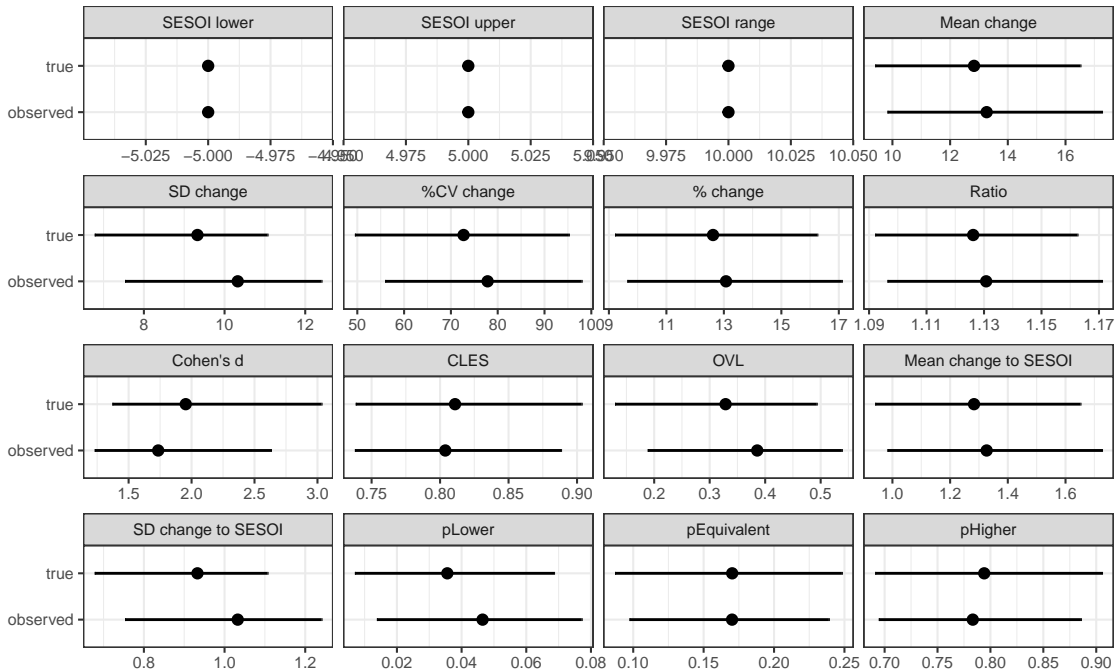 SESOI lower SESOI upper SESOI range Mean change
true
observed
−5.025 −5.000 −4.975 −4.950 4.975 5.000 5.025 5.050 9.950 9.975 10.000 10.025 10.050 10 12 14 16
SD change %CV change % change Ratio
true
observed
8 10 12 50 60 70 80 90 100 9 11 13 15 17 1.09 1.11 1.13 1.15 1.17
Cohen's d CLES OVL Mean change to SESOI
true
observed
1.5 2.0 2.5 3.0 0.75 0.80 0.85 0.90 0.2 0.3 0.4 0.5 1.0 1.2 1.4 1.6
SD change to SESOI pLower pEquivalent pHigher
true
observed
0.8 1.0 1.2 0.02 0.04 0.06 0.08 0.10 0.15 0.20 0.25 0.70 0.75 0.80 0.85 0.90